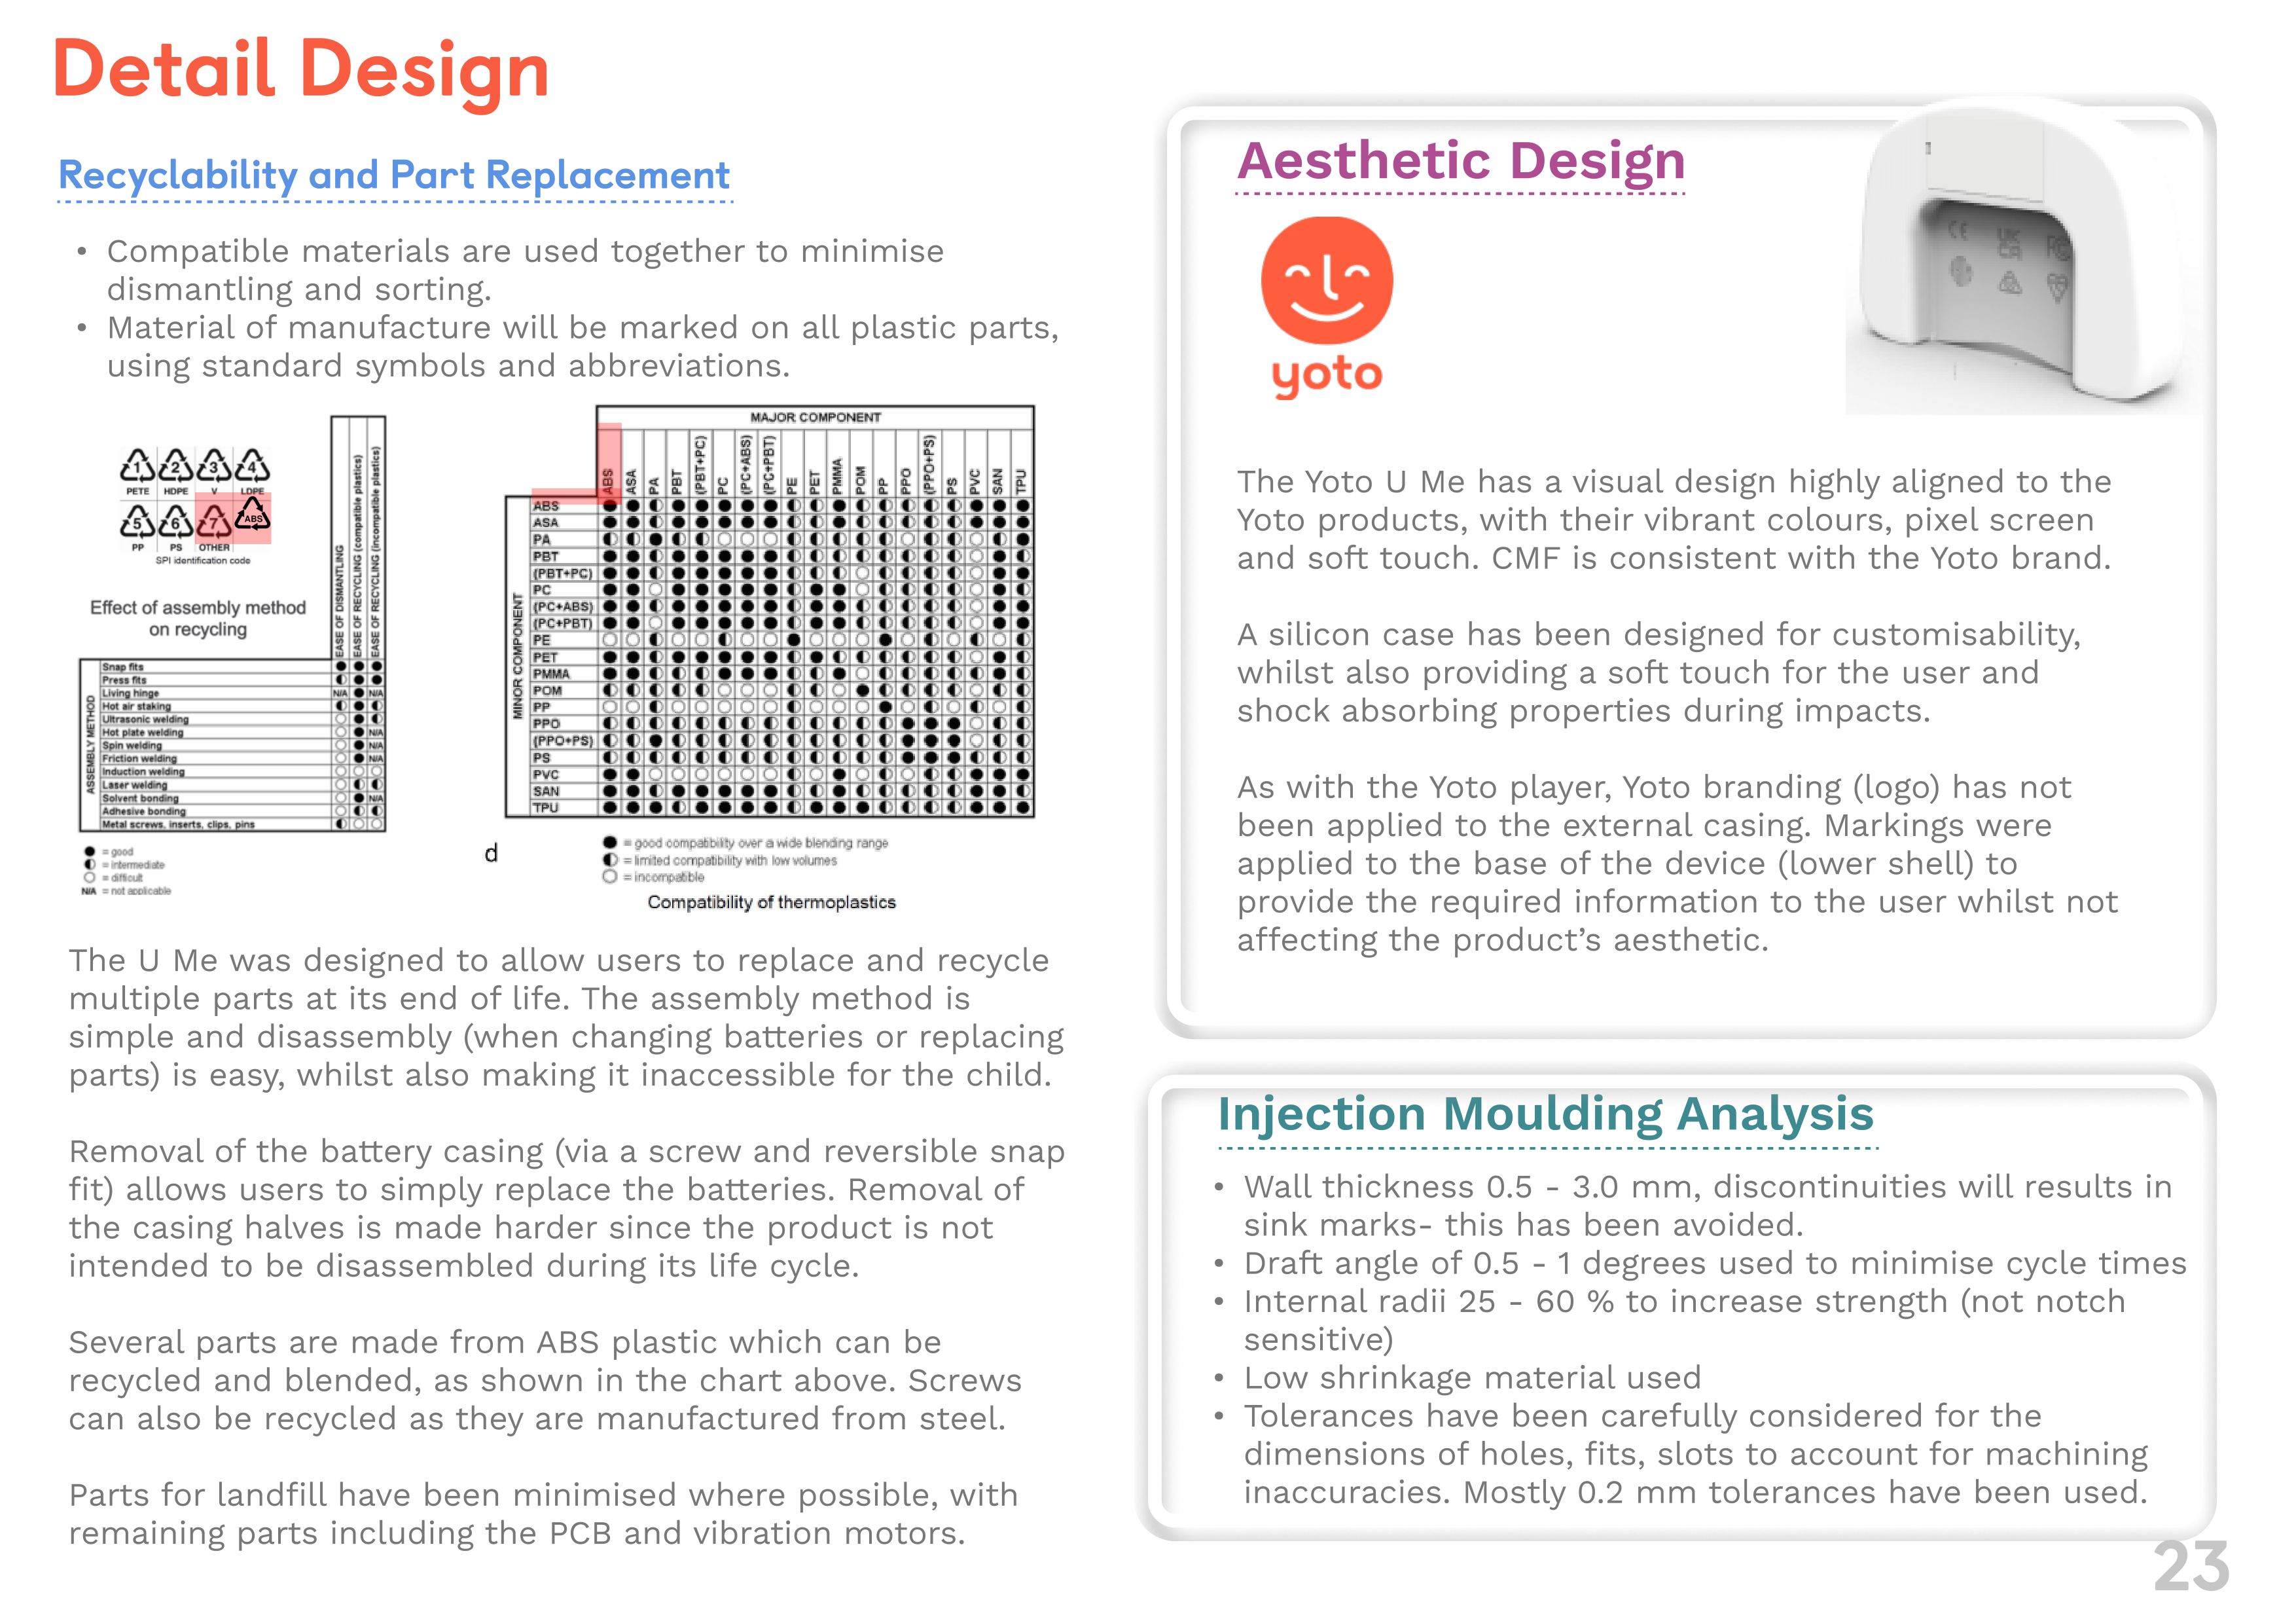 Detail Design
Recyclability and Part Replacement
• Compatible materials are used together to minimise
dismantling and sorting.
• Material of manufacture will be marked on all plastic parts,
using standard symbols and abbreviations.
1 2 3 4
PETE HDPE V LDPE
5 6 7 ABS
PP PS OTHER
SPI identification code
Effect of assembly method
on recycling
EASE OF DISMANTLING
EASE OF RECYCLING (compatible plastics)
EASE OF RECYCLING (incompatible plastics)
ASSEMBLY METHOD
Snap fits
Press fits
Living hinge N/A N/A
Hot air staking
Ultrasonic welding
Hot plate welding N/A
Spin welding N/A
Friction welding N/A
Induction welding
Laser welding
Solvent bonding N/A
Adhesive bonding
Metal screws, inserts, clips, pins
= good
= intermediate
= difficult
N/A = not applicable
d
MAJOR COMPONENT
ABS ASA PA PBT (PBT+PC) PC (PC+ABS) (PC+PBT) PE PET PMMA POM PP PPO (PPO+PS) PS PVC SAN TPU
MINOR COMPONENT
ABS
ASA
PA
PBT
(PBT+PC)
PC
(PC+ABS)
(PC+PBT)
PE
PET
PMMA
POM
PP
PPO
(PPO+PS)
PS
PVC
SAN
TPU
= good compatibility over a wide blending range
= limited compatibility with low volumes
= incompatible
Compatibility of thermoplastics
The U Me was designed to allow users to replace and recycle
multiple parts at its end of life. The assembly method is
simple and disassembly (when changing batteries or replacing
parts) is easy, whilst also making it inaccessible for the child.
Removal of the battery casing (via a screw and reversible snap
fit) allows users to simply replace the batteries. Removal of
the casing halves is made harder since the product is not
intended to be disassembled during its life cycle.
Several parts are made from ABS plastic which can be
recycled and blended, as shown in the chart above. Screws
can also be recycled as they are manufactured from steel.
Parts for landfill have been minimised where possible, with
remaining parts including the PCB and vibration motors.
Aesthetic Design
yoto
CE UK
CA
The Yoto U Me has a visual design highly aligned to the
Yoto products, with their vibrant colours, pixel screen
and soft touch. CMF is consistent with the Yoto brand.
A silicon case has been designed for customisability,
whilst also providing a soft touch for the user and
shock absorbing properties during impacts.
As with the Yoto player, Yoto branding (logo) has not
been applied to the external casing. Markings were
applied to the base of the device (lower shell) to
provide the required information to the user whilst not
affecting the product’s aesthetic.
Injection Moulding Analysis
• Wall thickness 0.5 - 3.0 mm, discontinuities will results in
sink marks- this has been avoided.
• Draft angle of 0.5 - 1 degrees used to minimise cycle times
• Internal radii 25 - 60 % to increase strength (not notch
sensitive)
• Low shrinkage material used
• Tolerances have been carefully considered for the
dimensions of holes, fits, slots to account for machining
inaccuracies. Mostly 0.2 mm tolerances have been used.
23